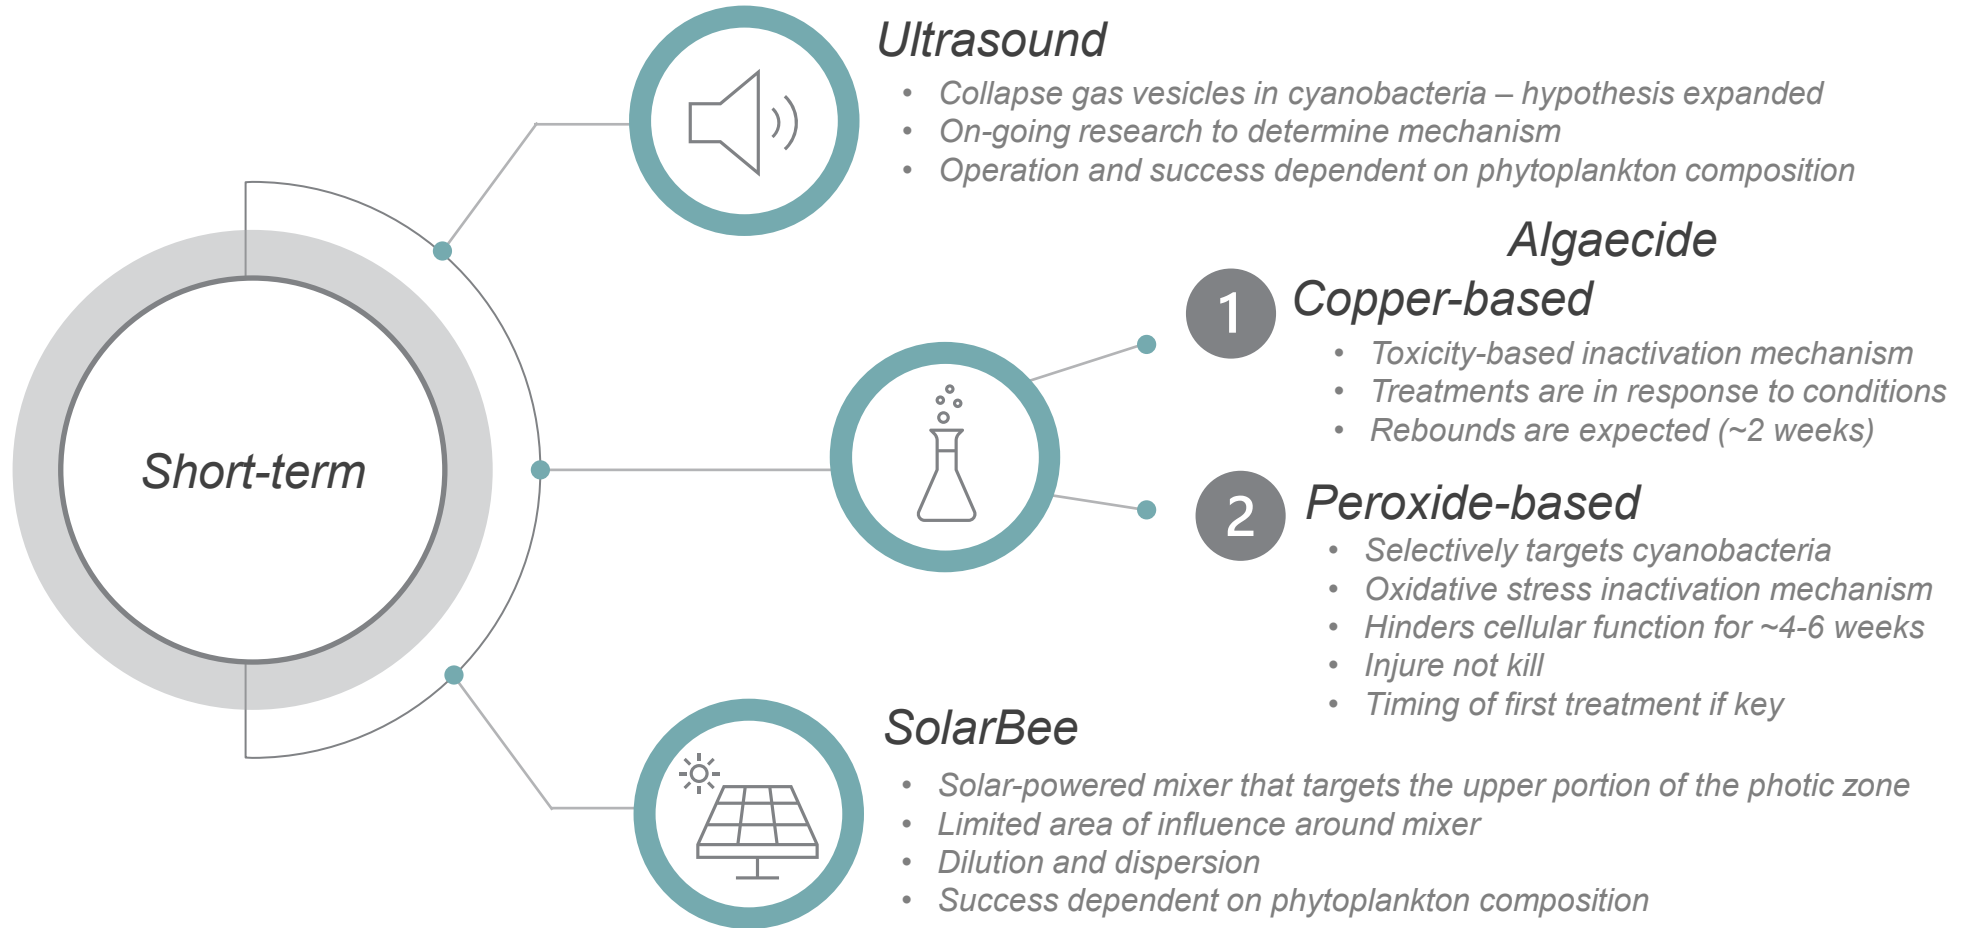 Short-term
Ultrasound
• Collapse gas vesicles in cyanobacteria – hypothesis expanded
• On-going research to determine mechanism
• Operation and success dependent on phytoplankton composition
Algaecide
1
Copper-based
• Toxicity-based inactivation mechanism
• Treatments are in response to conditions
• Rebounds are expected (~2 weeks)
2
Peroxide-based
• Selectively targets cyanobacteria
• Oxidative stress inactivation mechanism
• Hinders cellular function for ~4-6 weeks
• Injure not kill
• Timing of first treatment if key
SolarBee
• Solar-powered mixer that targets the upper portion of the photic zone
• Limited area of influence around mixer
• Dilution and dispersion
• Success dependent on phytoplankton composition